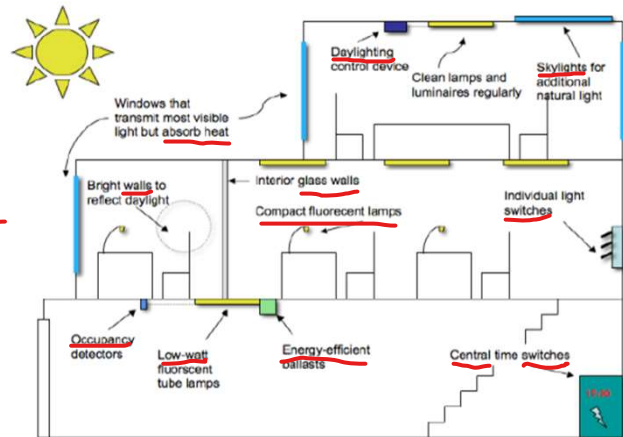 Daylighting
control device
Clean lamps and
luminaires regularly
Skylights for
additional
natural light
Windows that
transmit most visible
light but absorb heat
Bright walls to
reflect daylight
Interior glass walls
Compact fluorecent lamps
Individual light
switches
Occupancy
detectors
Low-watt
fluorscent
tube lamps
Energy-efficient
ballasts
Central time switches